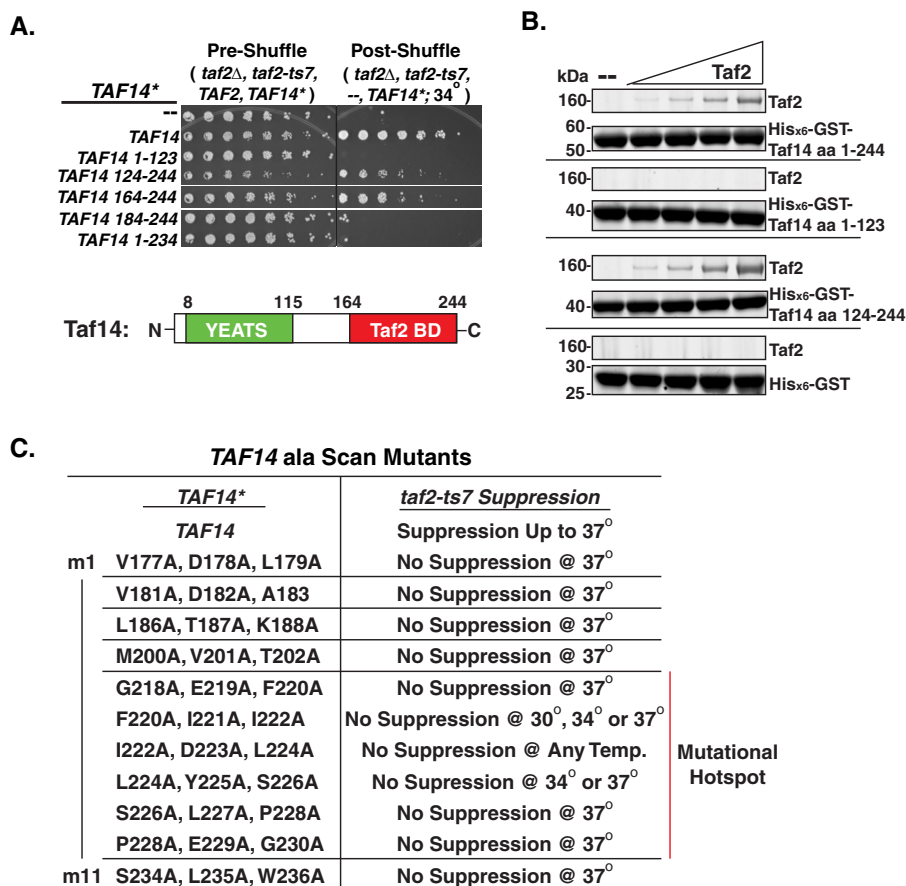 A.
Pre-Shuffle
( taf2Δ, taf2-ts7,
TAF2, TAF14* )
Post-Shuffle
( taf2Δ, taf2-ts7,
--, TAF14*; 34°
)
TAF14*
--
TAF14
TAF14 1-123
TAF14 124-244
TAF14 164-244
TAF14 184-244
TAF14 1-234
8 115 164 244
Taf14: N YEATS Taf2 BD C
B.
kDa -- Taf2
160- Taf2
60-
50-
Hisx6-GST-
Taf14 aa 1-244
160- Taf2
40- Hisx6-GST-
Taf14 aa 1-123
160- Taf2
40- Hisx6-GST-
Taf14 aa 124-244
160- Taf2
30-
25-
Hisx6-GST
C.
TAF14 ala Scan Mutants
TAF14* taf2-ts7 Suppression
TAF14 Suppression Up to 37°
m1 V177A, D178A, L179A No Suppression @ 37°
V181A, D182A, A183 No Suppression @ 37°
L186A, T187A, K188A No Suppression @ 37°
M200A, V201A, T202A No Suppression @ 37°
G218A, E219A, F220A No Suppression @ 37°
F220A, I221A, I222A No Suppression @ 30°, 34° or 37°
I222A, D223A, L224A No Suppression @ Any Temp.
L224A, Y225A, S226A No Supression @ 34° or 37°
S226A, L227A, P228A No Suppression @ 37°
P228A, E229A, G230A No Suppression @ 37°
m11 S234A, L235A, W236A No Suppression @ 37°
Mutational
Hotspot